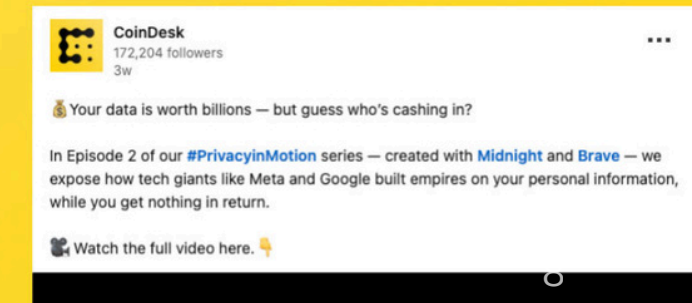 CoinDesk
172,204 followers
3w
💰Your data is worth billions — but guess who's cashing in?
In Episode 2 of our #PrivacyinMotion series — created with Midnight and Brave — we
expose how tech giants like Meta and Google built empires on your personal information,
while you get nothing in return.
🎥 Watch the full video here.👇